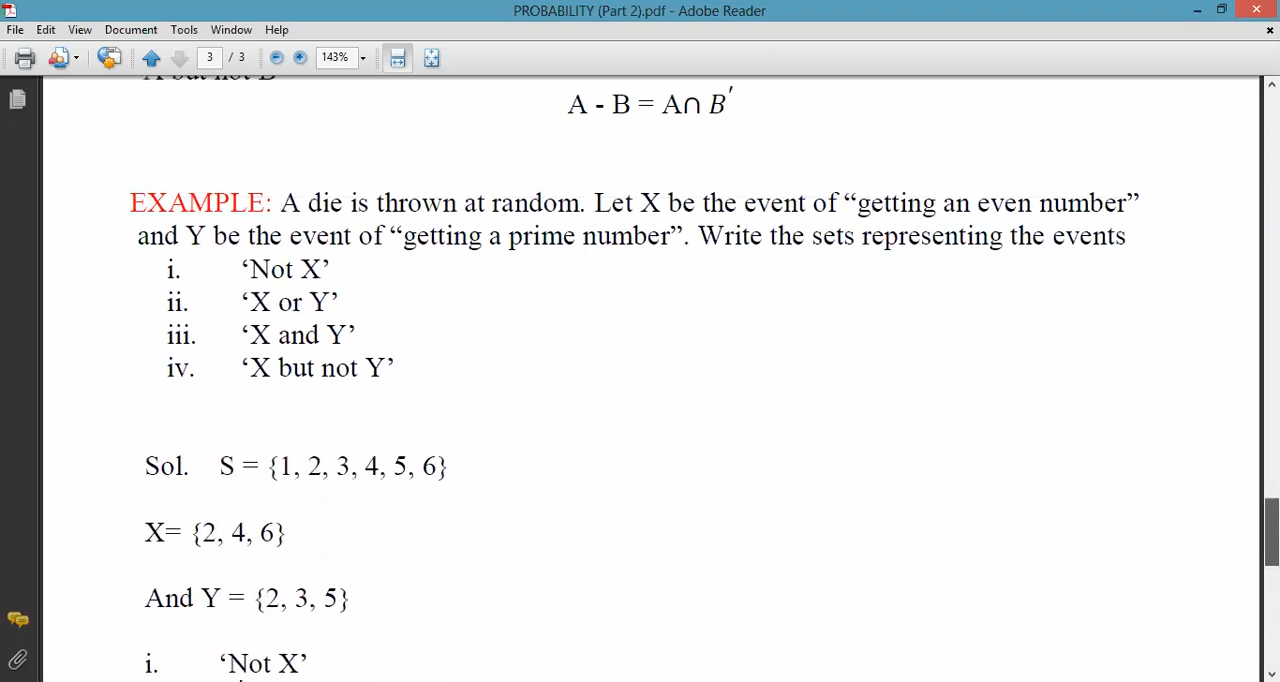 PROBABILITY (Part 2).pdf - Adobe Reader
File Edit View Document Tools Window Help
3 / 3 143%
A but not B
A - B = A∩ B′
EXAMPLE: A die is thrown at random. Let X be the event of “getting an even number”
and Y be the event of “getting a prime number”. Write the sets representing the events
i. ‘Not X’
ii. ‘X or Y’
iii. ‘X and Y’
iv. ‘X but not Y’
Sol. S = {1, 2, 3, 4, 5, 6}
X= {2, 4, 6}
And Y = {2, 3, 5}
i. ‘Not X’